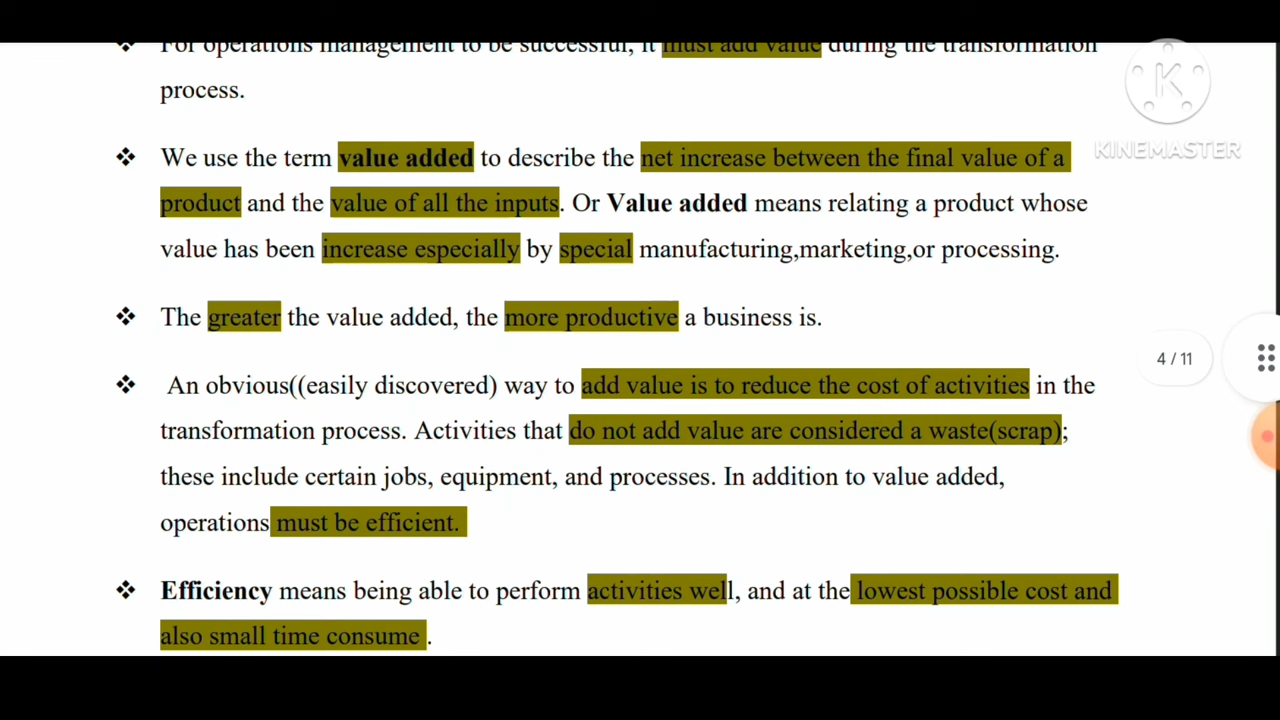 ❖ For operations management to be successful, it must add value during the transformation
process.
❖ We use the term value added to describe the net increase between the final value of a
product and the value of all the inputs. Or Value added means relating a product whose
value has been increase especially by special manufacturing,marketing,or processing.
❖ The greater the value added, the more productive a business is.
❖ An obvious((easily discovered) way to add value is to reduce the cost of activities in the
transformation process. Activities that do not add value are considered a waste(scrap);
these include certain jobs, equipment, and processes. In addition to value added,
operations must be efficient.
❖ Efficiency means being able to perform activities well, and at the lowest possible cost and
also small time consume .
K
KINEMASTER
4 / 11